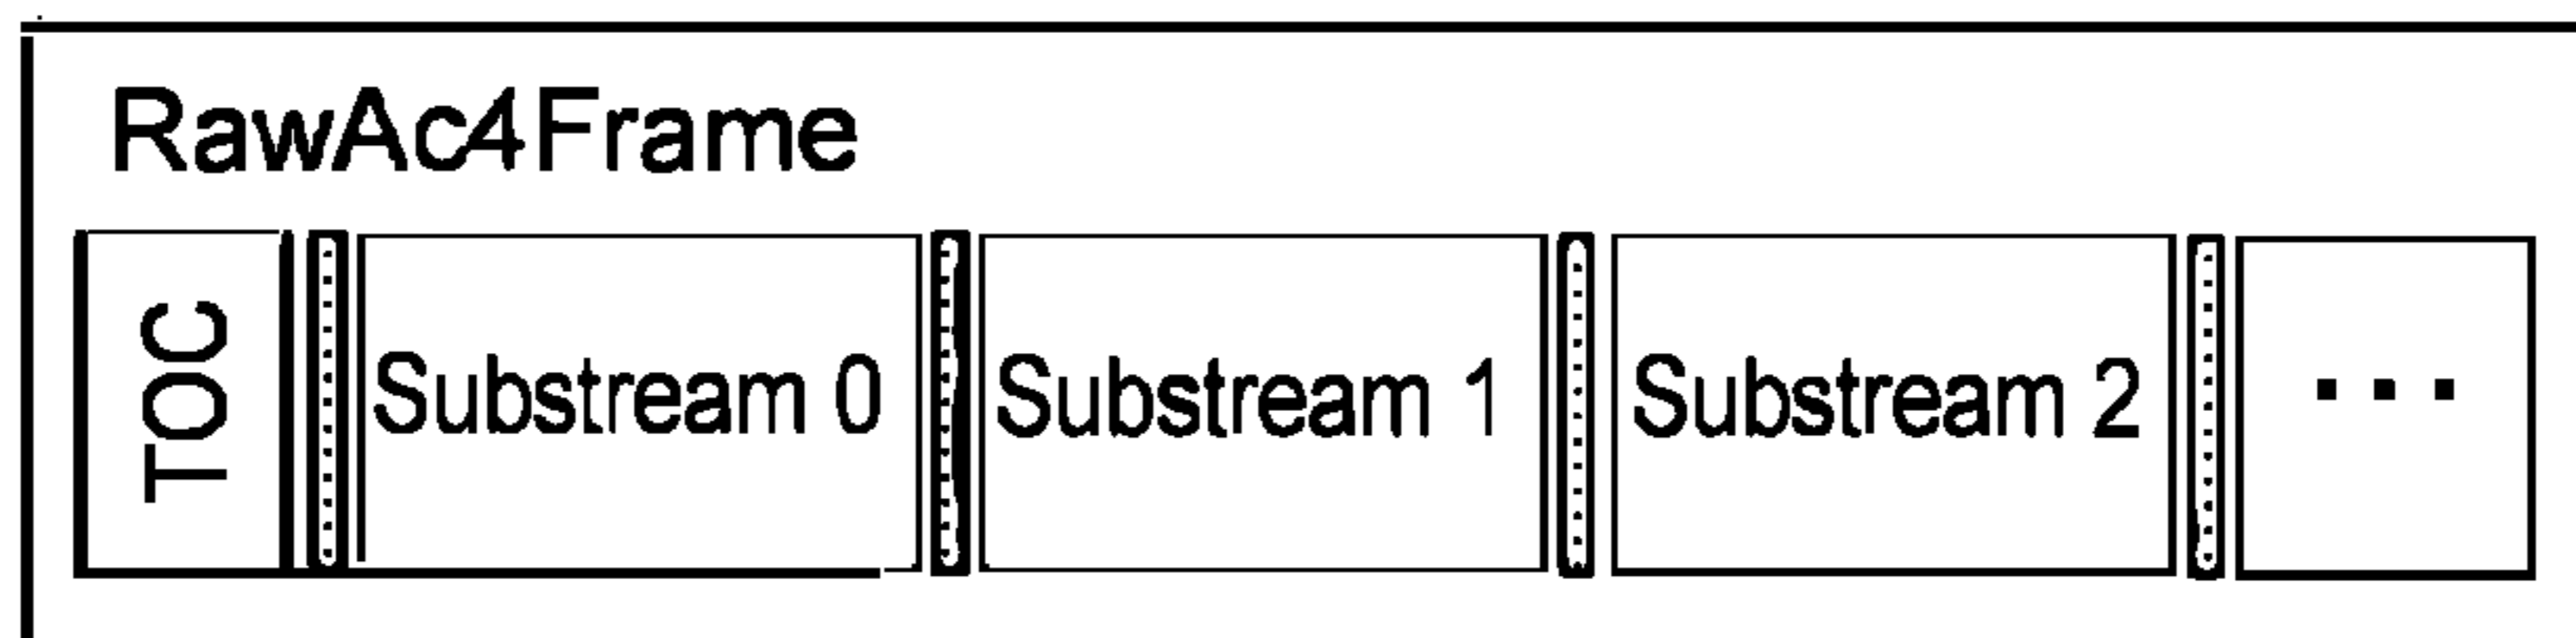 RawAc4Frame
TOC Substream 0 Substream 1 Substream 2 ...